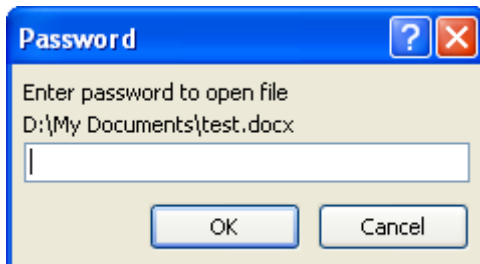 Password
Enter password to open file
D:\My Documents\test.docx
OK Cancel